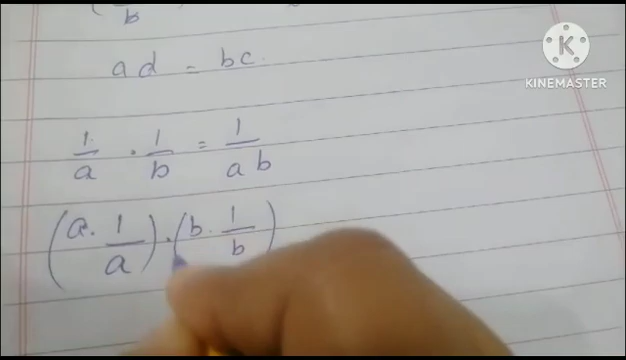 b
ad = bc.
K
KINEMASTER
1/a · 1/b = 1/ab
(a · 1/a) · (b · 1/b)